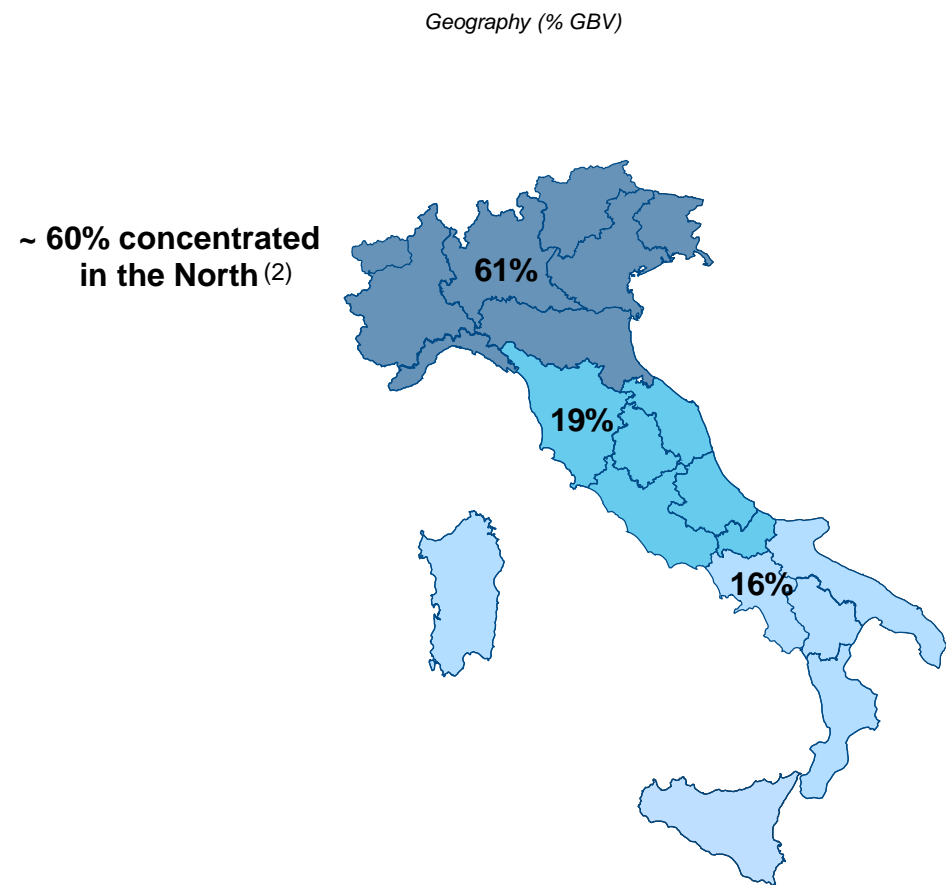 Geography (% GBV)
~ 60% concentrated
in the North (2)
61%
19%
16%